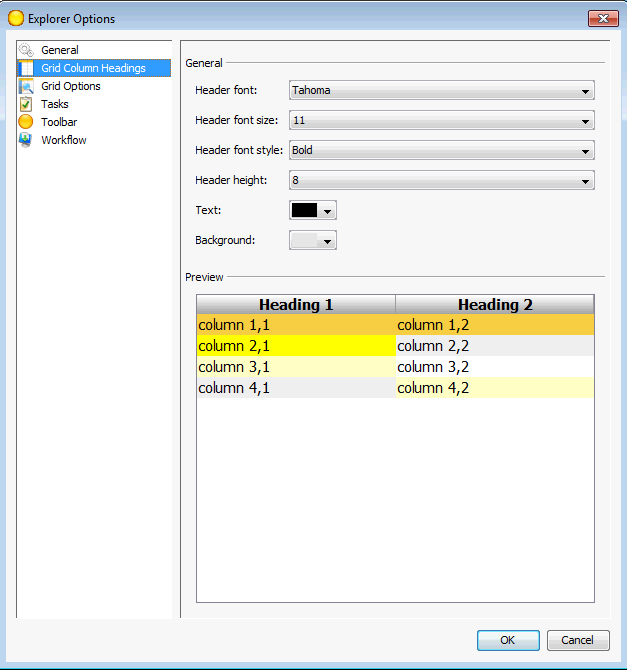 Explorer Options
General
Grid Column Headings
Grid Options
Tasks
Toolbar
Workflow
General
Header font: Tahoma
Header font size: 11
Header font style: Bold
Header height: 8
Text:
Background:
Preview
Heading 1 Heading 2
column 1,1 column 1,2
column 2,1 column 2,2
column 3,1 column 3,2
column 4,1 column 4,2
OK Cancel